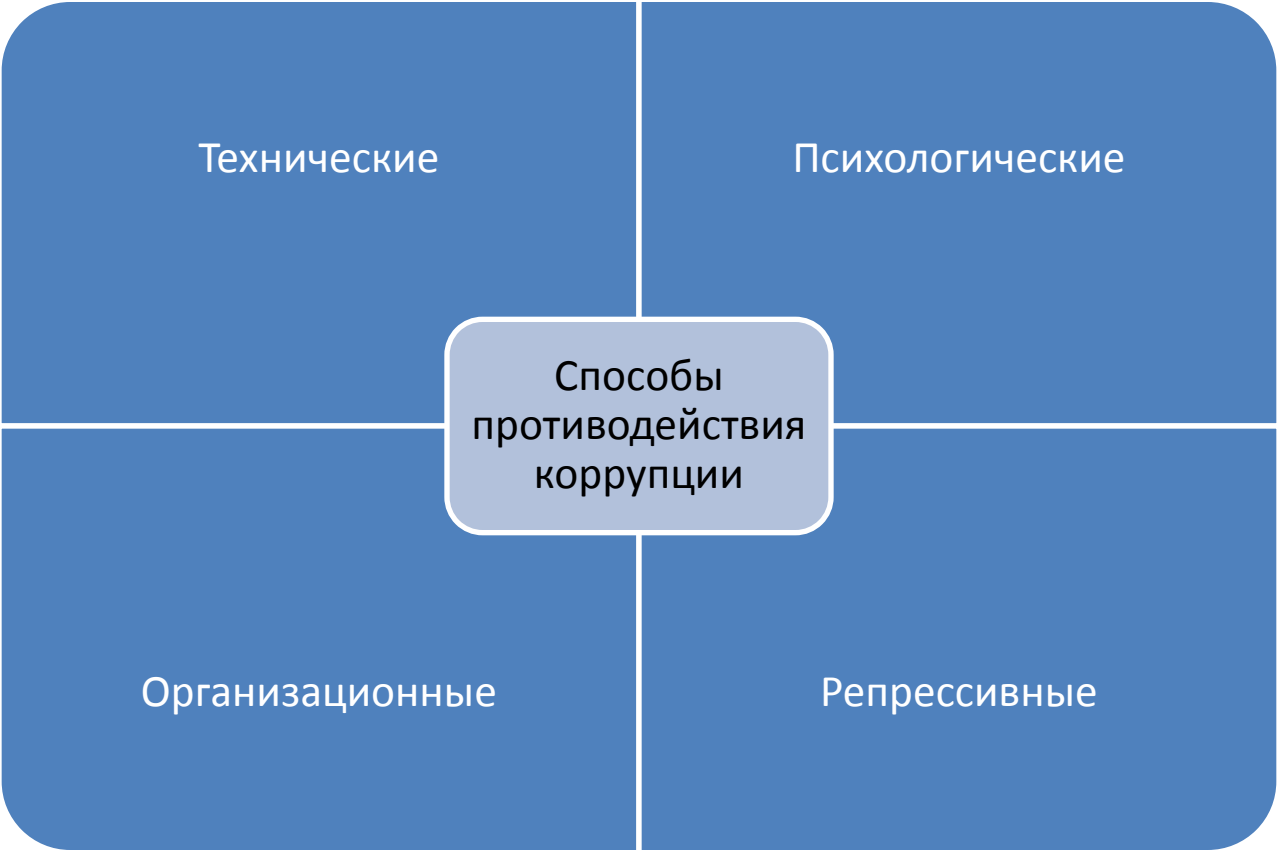 Технические
Психологические
Способы
противодействия
коррупции
Организационные
Репрессивные